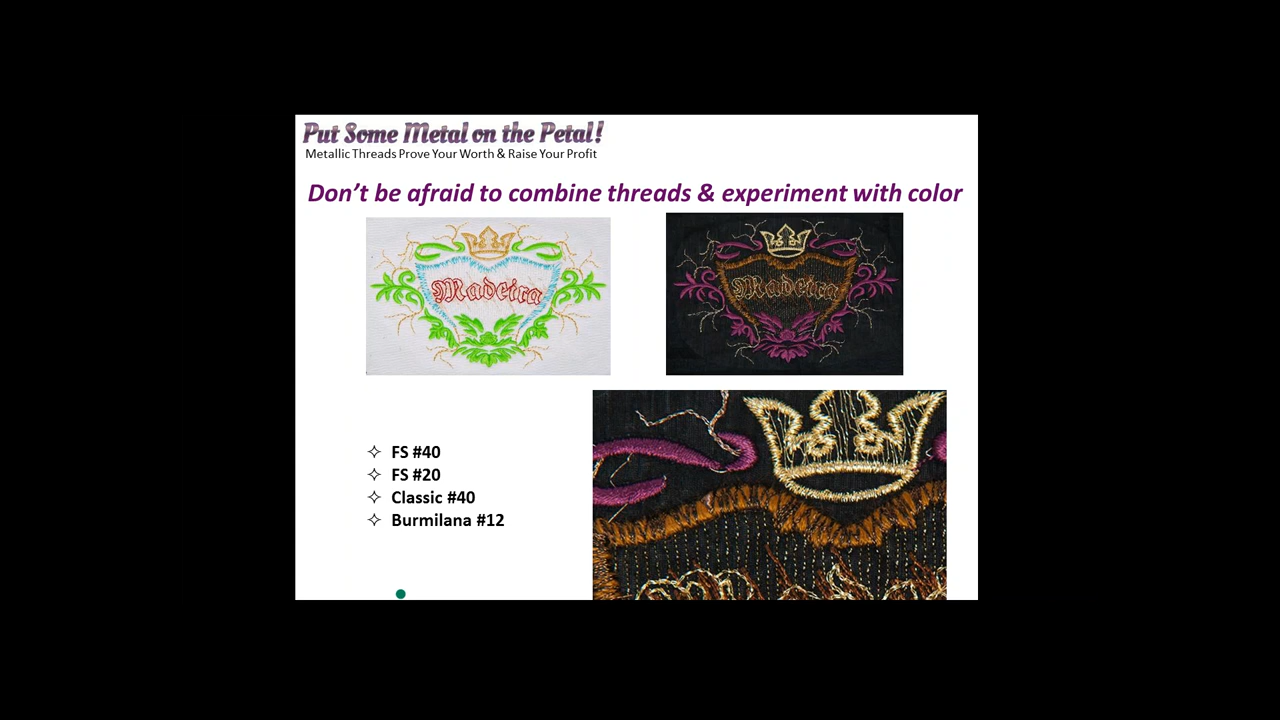 Put Some Metal on the Petal!
Metallic Threads Prove Your Worth & Raise Your Profit
Don't be afraid to combine threads & experiment with color
Madeira
Madeira
FS #40
FS #20
Classic #40
Burmilana #12